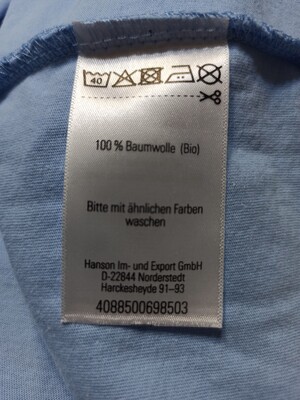 40
100 % Baumwolle (Bio)
Bitte mit ähnlichen Farben
waschen
Hanson Im- und Export GmbH
D-22844 Norderstedt
Harckesheyde 91–93
4088500698503